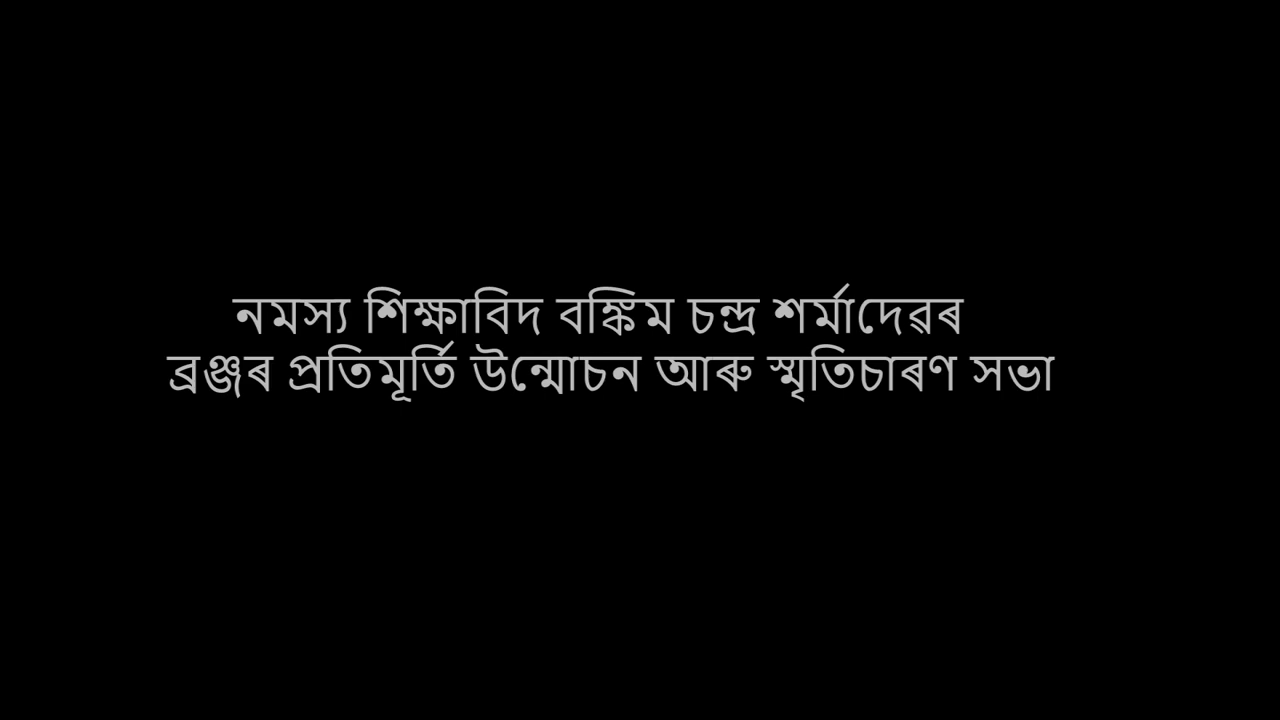 নমস্য শিক্ষাবিদ বঙ্কিম চন্দ্ৰ শৰ্মাদেৱৰ
ব্ৰঞ্জৰ প্ৰতিমূৰ্তি উন্মোচন আৰু স্মৃতিচাৰণ সভা